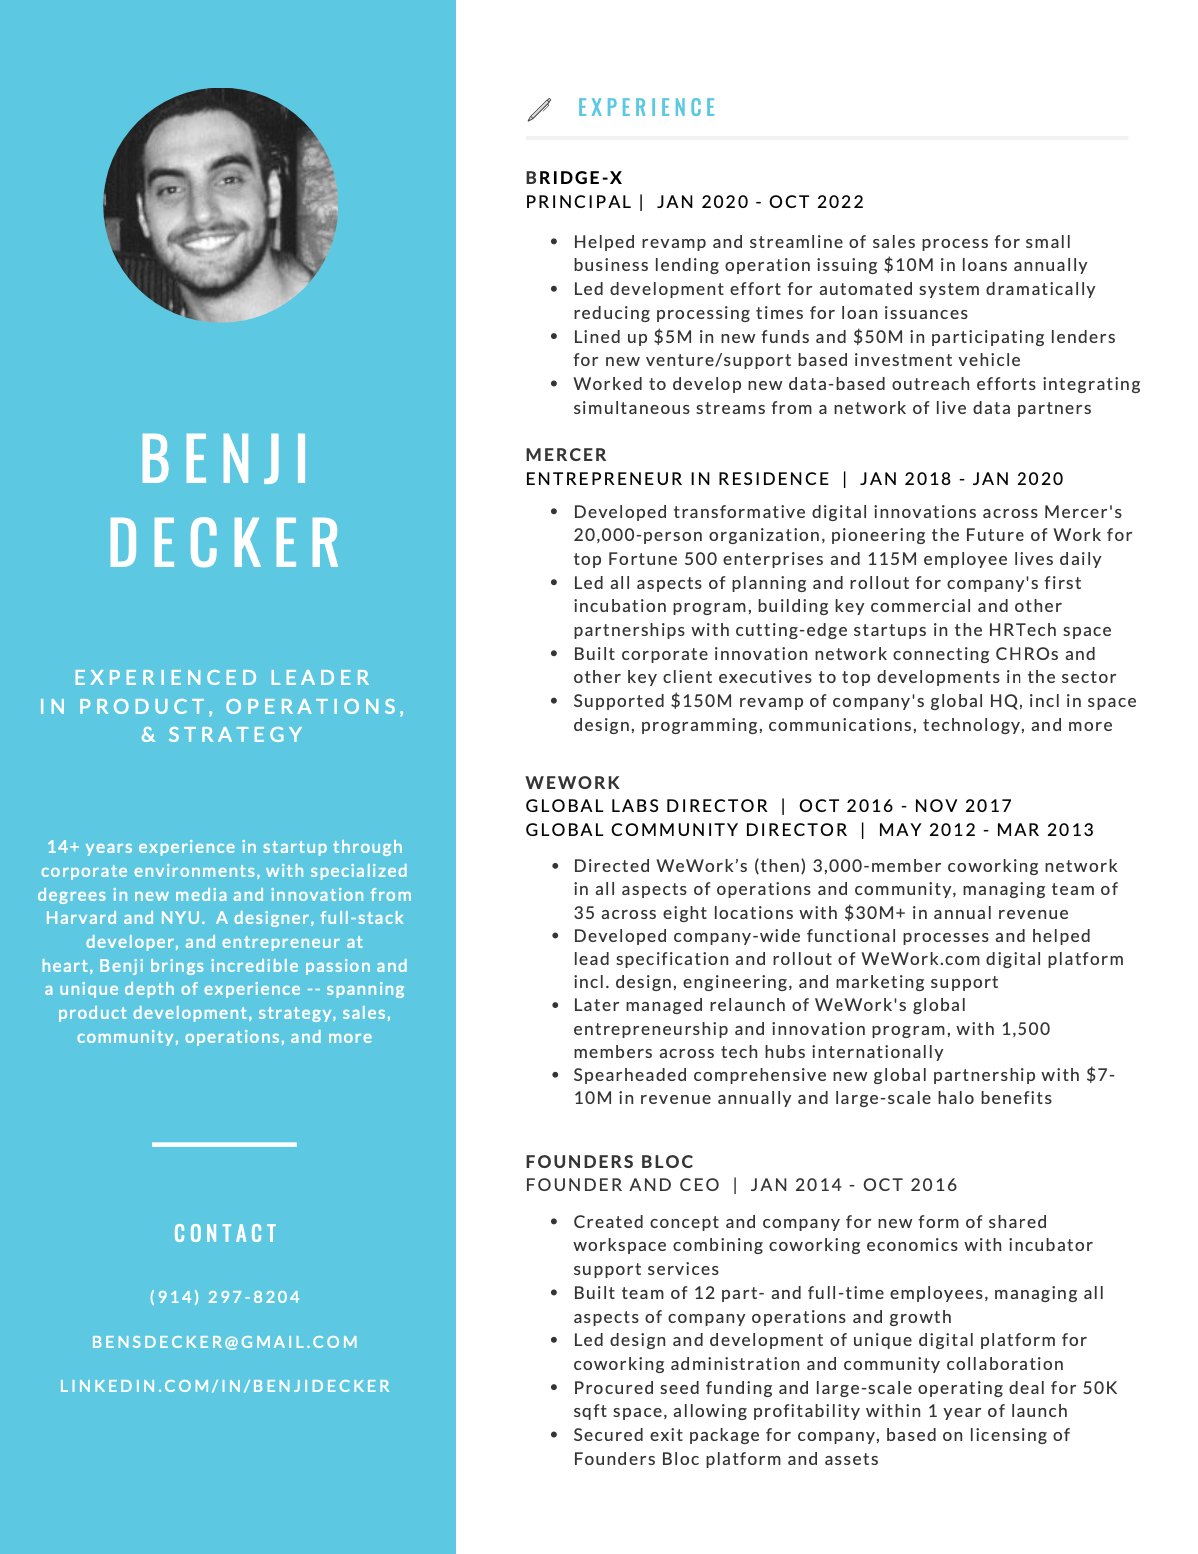 BENJI
DECKER
EXPERIENCED LEADER
IN PRODUCT, OPERATIONS,
& STRATEGY
14+ years experience in startup through
corporate environments, with specialized
degrees in new media and innovation from
Harvard and NYU.  A designer, full-stack
developer, and entrepreneur at
heart, Benji brings incredible passion and
a unique depth of experience -- spanning
product development, strategy, sales,
community, operations, and more
CONTACT
(914) 297-8204
BENSDECKER@GMAIL.COM
LINKEDIN.COM/IN/BENJIDECKER
EXPERIENCE
BRIDGE-X
PRINCIPAL |  JAN 2020 - OCT 2022
• Helped revamp and streamline of sales process for small
business lending operation issuing $10M in loans annually
• Led development effort for automated system dramatically
reducing processing times for loan issuances
• Lined up $5M in new funds and $50M in participating lenders
for new venture/support based investment vehicle
• Worked to develop new data-based outreach efforts integrating
simultaneous streams from a network of live data partners
MERCER
ENTREPRENEUR IN RESIDENCE  |  JAN 2018 - JAN 2020
• Developed transformative digital innovations across Mercer's
20,000-person organization, pioneering the Future of Work for
top Fortune 500 enterprises and 115M employee lives daily
• Led all aspects of planning and rollout for company's first
incubation program, building key commercial and other
partnerships with cutting-edge startups in the HRTech space
• Built corporate innovation network connecting CHROs and
other key client executives to top developments in the sector
• Supported $150M revamp of company's global HQ, incl in space
design, programming, communications, technology, and more
WEWORK
GLOBAL LABS DIRECTOR  |  OCT 2016 - NOV 2017
GLOBAL COMMUNITY DIRECTOR  |  MAY 2012 - MAR 2013
• Directed WeWork’s (then) 3,000-member coworking network
in all aspects of operations and community, managing team of
35 across eight locations with $30M+ in annual revenue
• Developed company-wide functional processes and helped
lead specification and rollout of WeWork.com digital platform
incl. design, engineering, and marketing support
• Later managed relaunch of WeWork's global
entrepreneurship and innovation program, with 1,500
members across tech hubs internationally
• Spearheaded comprehensive new global partnership with $7-
10M in revenue annually and large-scale halo benefits
FOUNDERS BLOC
FOUNDER AND CEO  |  JAN 2014 - OCT 2016
• Created concept and company for new form of shared
workspace combining coworking economics with incubator
support services
• Built team of 12 part- and full-time employees, managing all
aspects of company operations and growth
• Led design and development of unique digital platform for
coworking administration and community collaboration
• Procured seed funding and large-scale operating deal for 50K
sqft space, allowing profitability within 1 year of launch
• Secured exit package for company, based on licensing of
Founders Bloc platform and assets